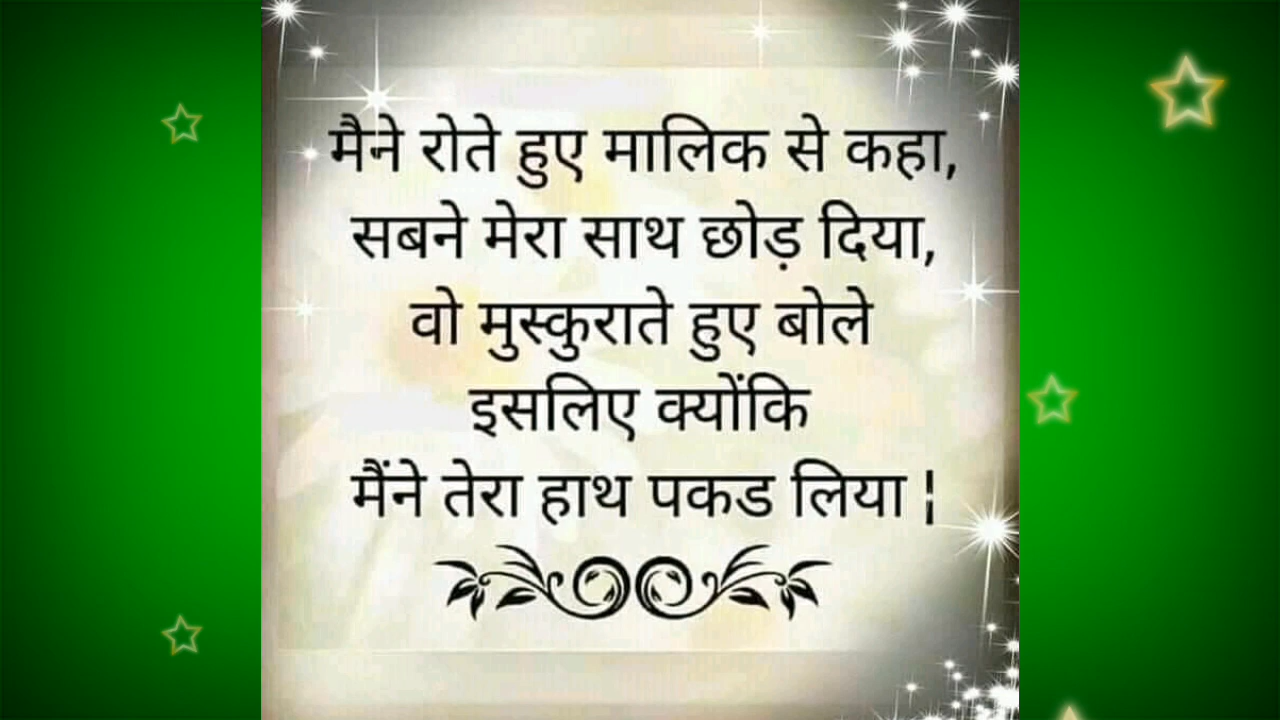 मैने रोते हुए मालिक से कहा,
सबने मेरा साथ छोड़ दिया,
वो मुस्कुराते हुए बोले
इसलिए क्योंकि
मैंने तेरा हाथ पकड लिया ¦